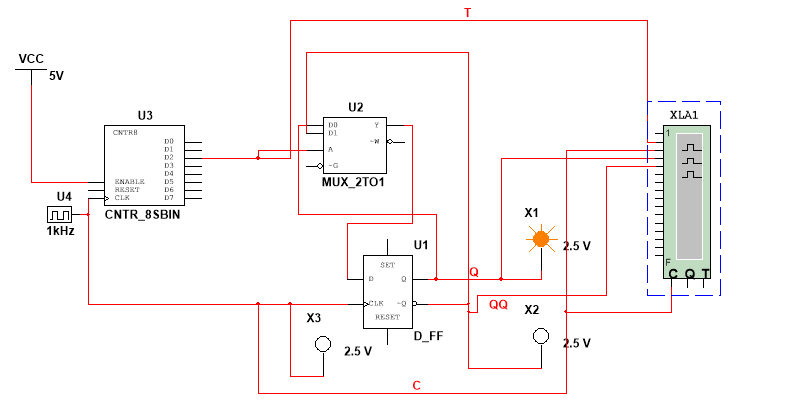 T
VCC
5V
U3
CNTR8
D0
D1
D2
D3
D4
D5
D6
D7
ENABLE
RESET
CLK
CNTR_8SBIN
U4
1kHz
U2
D0
D1
A
~G
Y
~W
MUX_2TO1
XLA1
1
F
C Q T
U1
SET
D
Q
CLK
~Q
RESET
D_FF
Q
QQ
X1
2.5 V
X2
2.5 V
X3
2.5 V
C